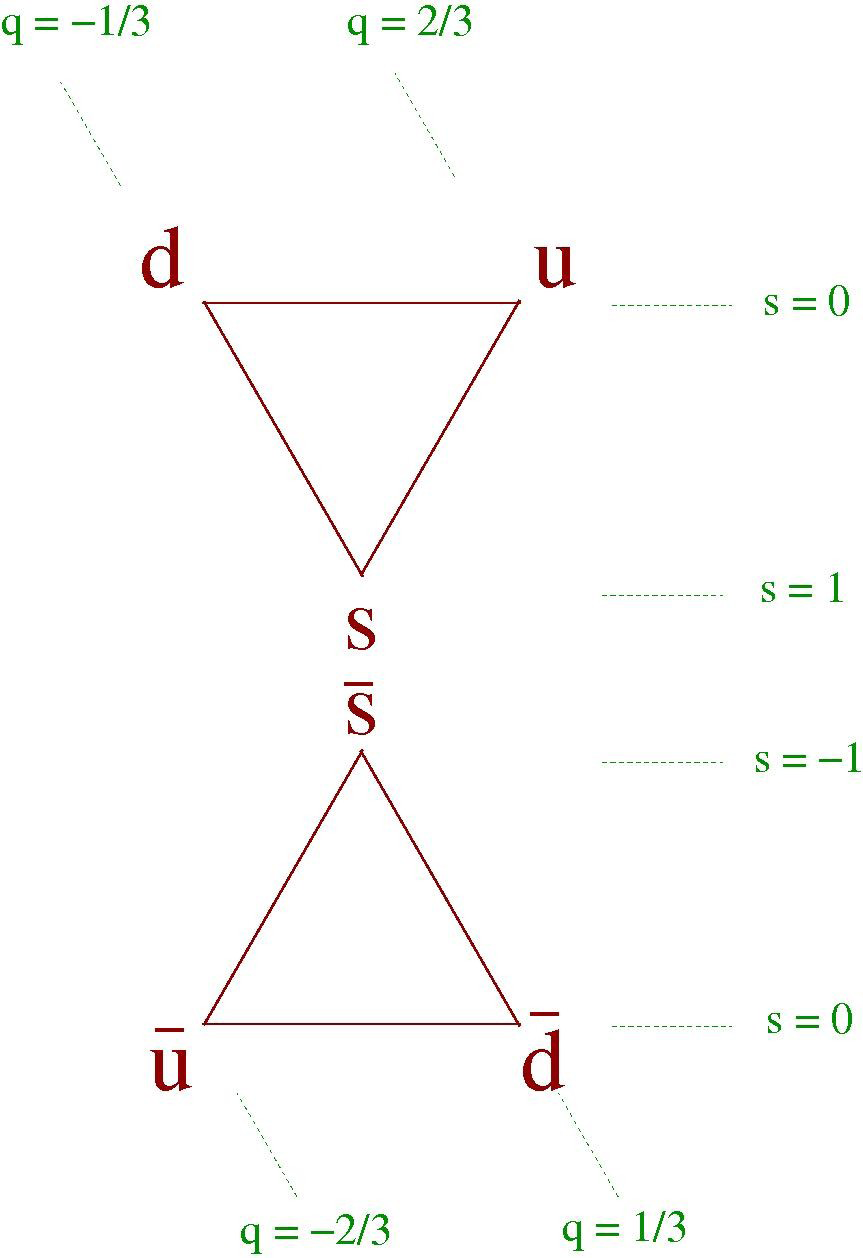 q = −1/3 q = 2/3
d u
s = 0
s = 1
s
s̅
s = −1
s = 0
u̅ d̅
q = −2/3 q = 1/3